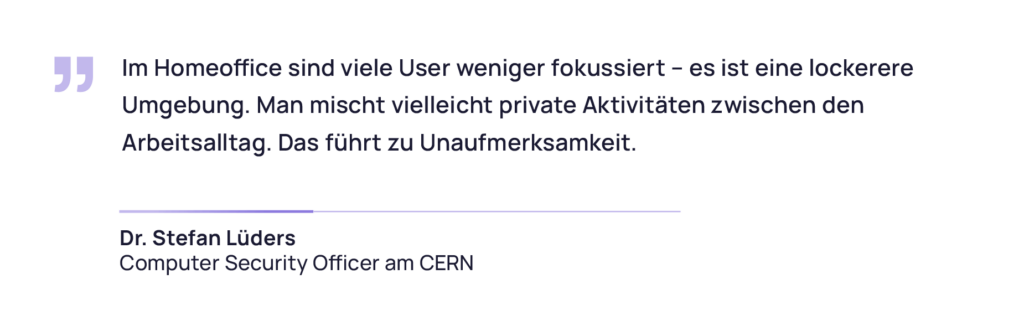 Im Homeoffice sind viele User weniger fokussiert – es ist eine lockerere
Umgebung. Man mischt vielleicht private Aktivitäten zwischen den
Arbeitsalltag. Das führt zu Unaufmerksamkeit.
Dr. Stefan Lüders
Computer Security Officer am CERN